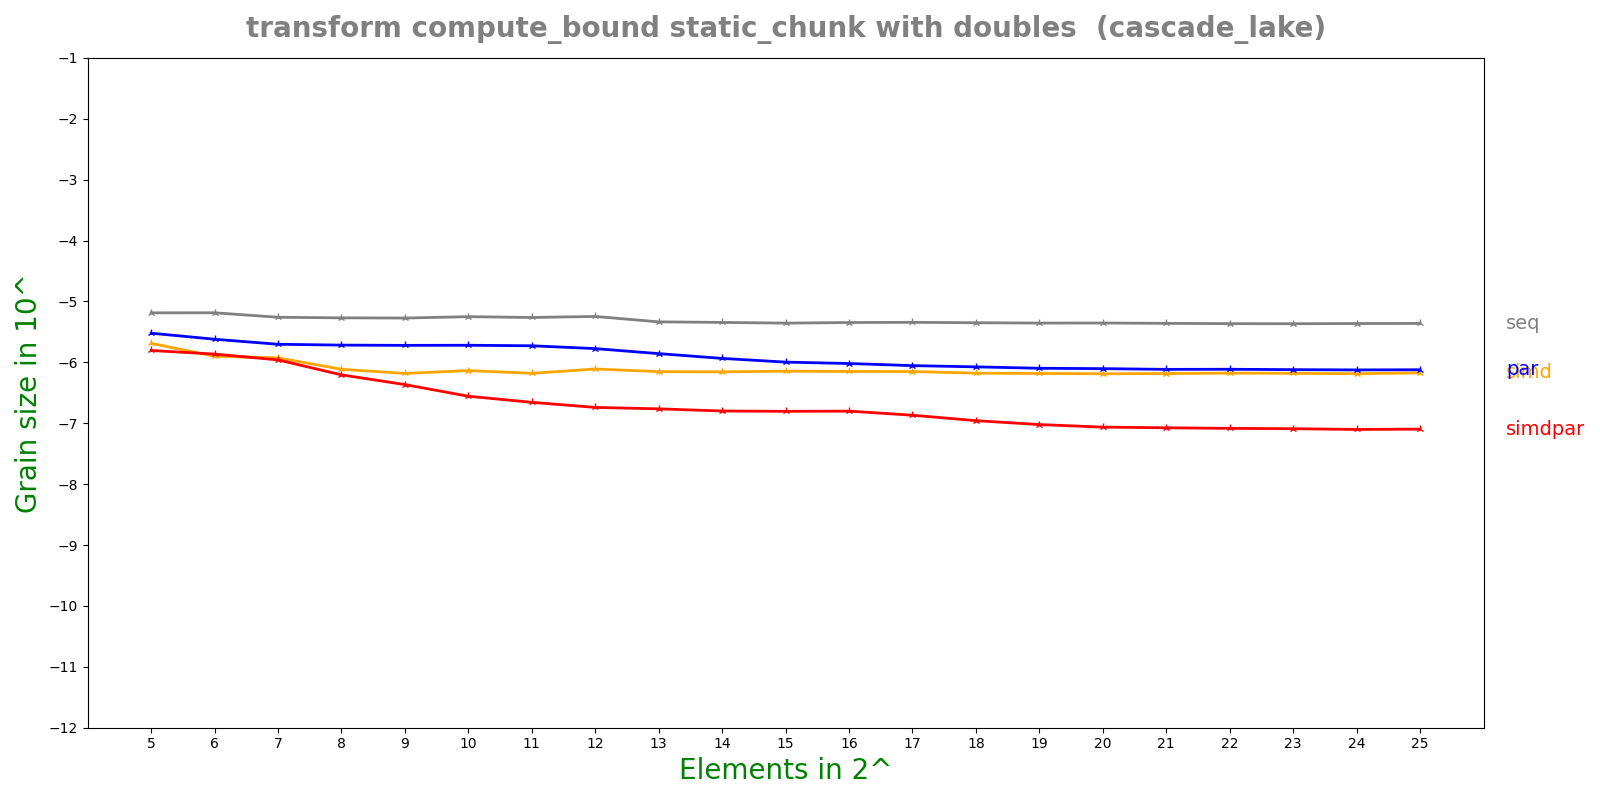 transform compute_bound static_chunk with doubles  (cascade_lake)
Grain size in 10^
−1
−2
−3
−4
−5
−6
−7
−8
−9
−10
−11
−12
seq
par
simd
simdpar
5 6 7 8 9 10 11 12 13 14 15 16 17 18 19 20 21 22 23 24 25
Elements in 2^